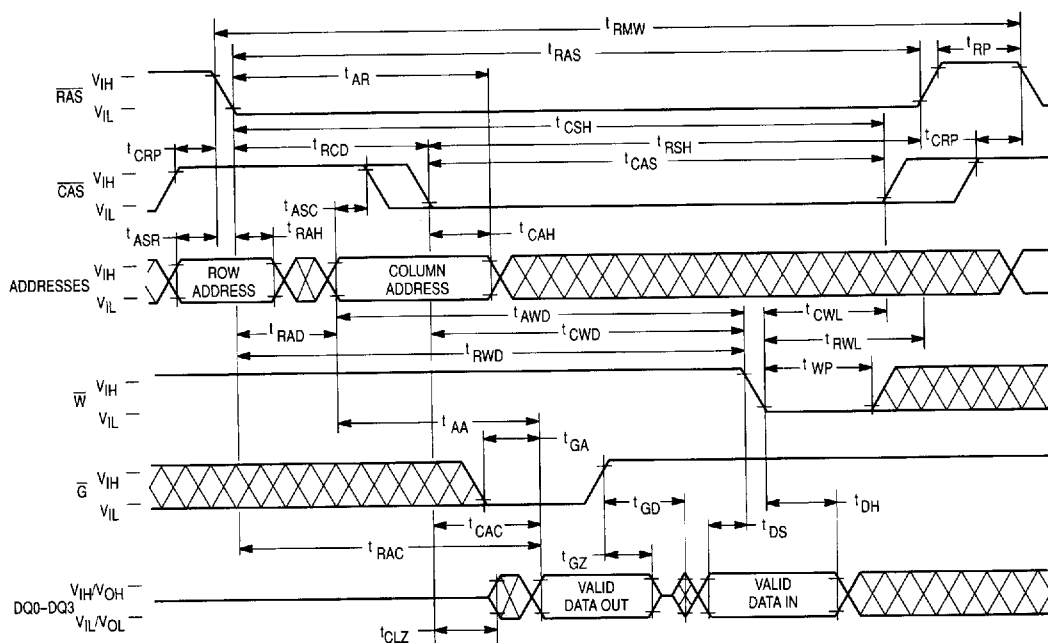 tRMW
tRAS
tRP
tAR
RAS
VIH
VIL
tCSH
tCRP
tRCD
tRSH
tCRP
tCAS
CAS
VIH
VIL
tASC
tASR
tRAH
tCAH
ADDRESSES
VIH
VIL
ROW
ADDRESS
COLUMN
ADDRESS
tAWD
tCWL
tRAD
tCWD
tRWL
tRWD
tWP
W
VIH
VIL
tAA
tGA
G
VIH
VIL
tGD
tDH
tCAC
tDS
tRAC
tGZ
DQ0–DQ3
VIH/VOH
VIL/VOL
VALID
DATA OUT
VALID
DATA IN
tCLZ